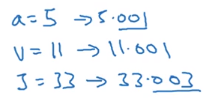 a = 5 → 5.001
V = 11 → 11.001
J = 33 → 33.003